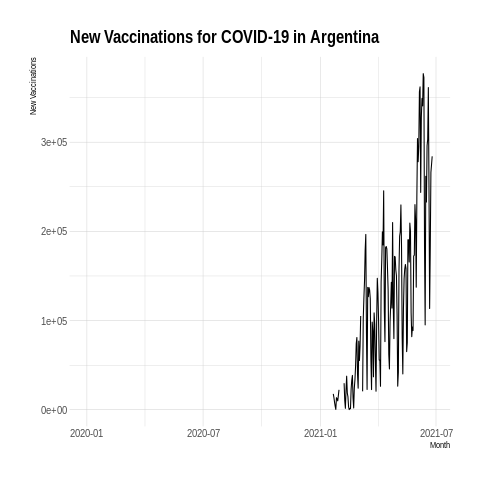 New Vaccinations for COVID-19 in Argentina
New Vaccinations
3e+05
2e+05
1e+05
0e+00
2020-01 2020-07 2021-01 2021-07
Month